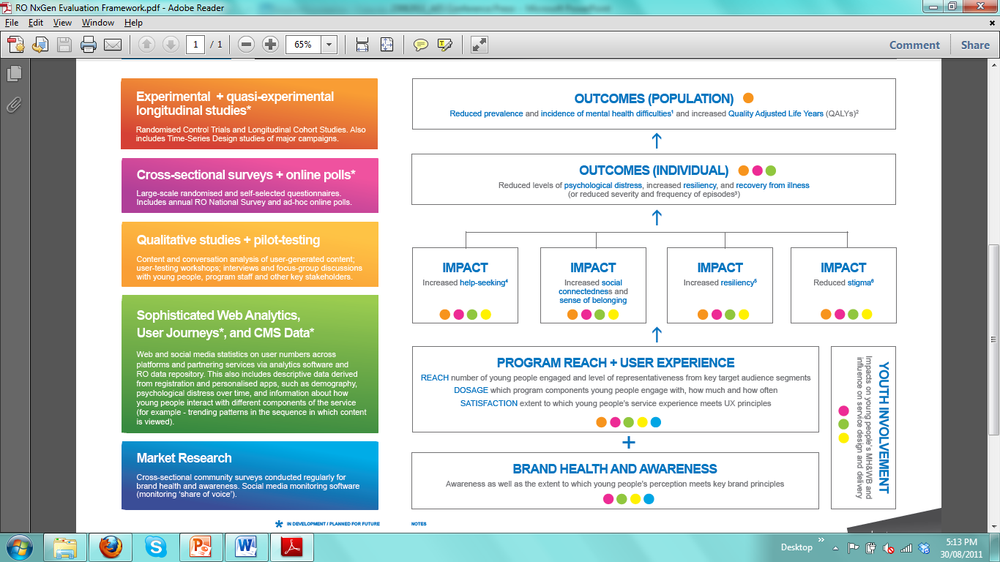 RO NxGen Evaluation Framework.pdf - Adobe Reader
File Edit View Window Help
1 / 1
65%
Comment Share
Experimental + quasi-experimental
longitudinal studies*
Randomised Control Trials and Longitudinal Cohort Studies. Also
includes Time-Series Design studies of major campaigns.
Cross-sectional surveys + online polls*
Large-scale randomised and self-selected questionnaires.
Includes annual RO National Survey and ad-hoc online polls.
Qualitative studies + pilot-testing
Content and conversation analysis of user-generated content;
user-testing workshops; interviews and focus-group discussions
with young people, program staff and other key stakeholders.
Sophisticated Web Analytics,
User Journeys*, and CMS Data*
Web and social media statistics on user numbers across
platforms and partnering services via analytics software and
RO data repository. This also includes descriptive data derived
from registration and personalised apps, such as demography,
psychological distress over time, and information about how
young people interact with different components of the service
(for example - trending patterns in the sequence in which content
is viewed).
Market Research
Cross-sectional community surveys conducted regularly for
brand health and awareness. Social media monitoring software
(monitoring ‘share of voice’).
* IN DEVELOPMENT / PLANNED FOR FUTURE
OUTCOMES (POPULATION)
Reduced prevalence and incidence of mental health difficulties¹ and increased Quality Adjusted Life Years (QALYs)²
OUTCOMES (INDIVIDUAL)
Reduced levels of psychological distress, increased resiliency, and recovery from illness
(or reduced severity and frequency of episodes³)
IMPACT
Increased help-seeking⁴
IMPACT
Increased social
connectedness and
sense of belonging
IMPACT
Increased resiliency⁵
IMPACT
Reduced stigma⁶
PROGRAM REACH + USER EXPERIENCE
REACH number of young people engaged and level of representativeness from key target audience segments
DOSAGE which program components young people engage with, how much and how often
SATISFACTION extent to which young people’s service experience meets UX principles
+
BRAND HEALTH AND AWARENESS
Awareness as well as the extent to which young people’s perception meets key brand principles
YOUTH INVOLVEMENT
Impacts on young people’s MH&WB and
influence on service design and delivery
NOTES
Desktop
5:13 PM
30/08/2011